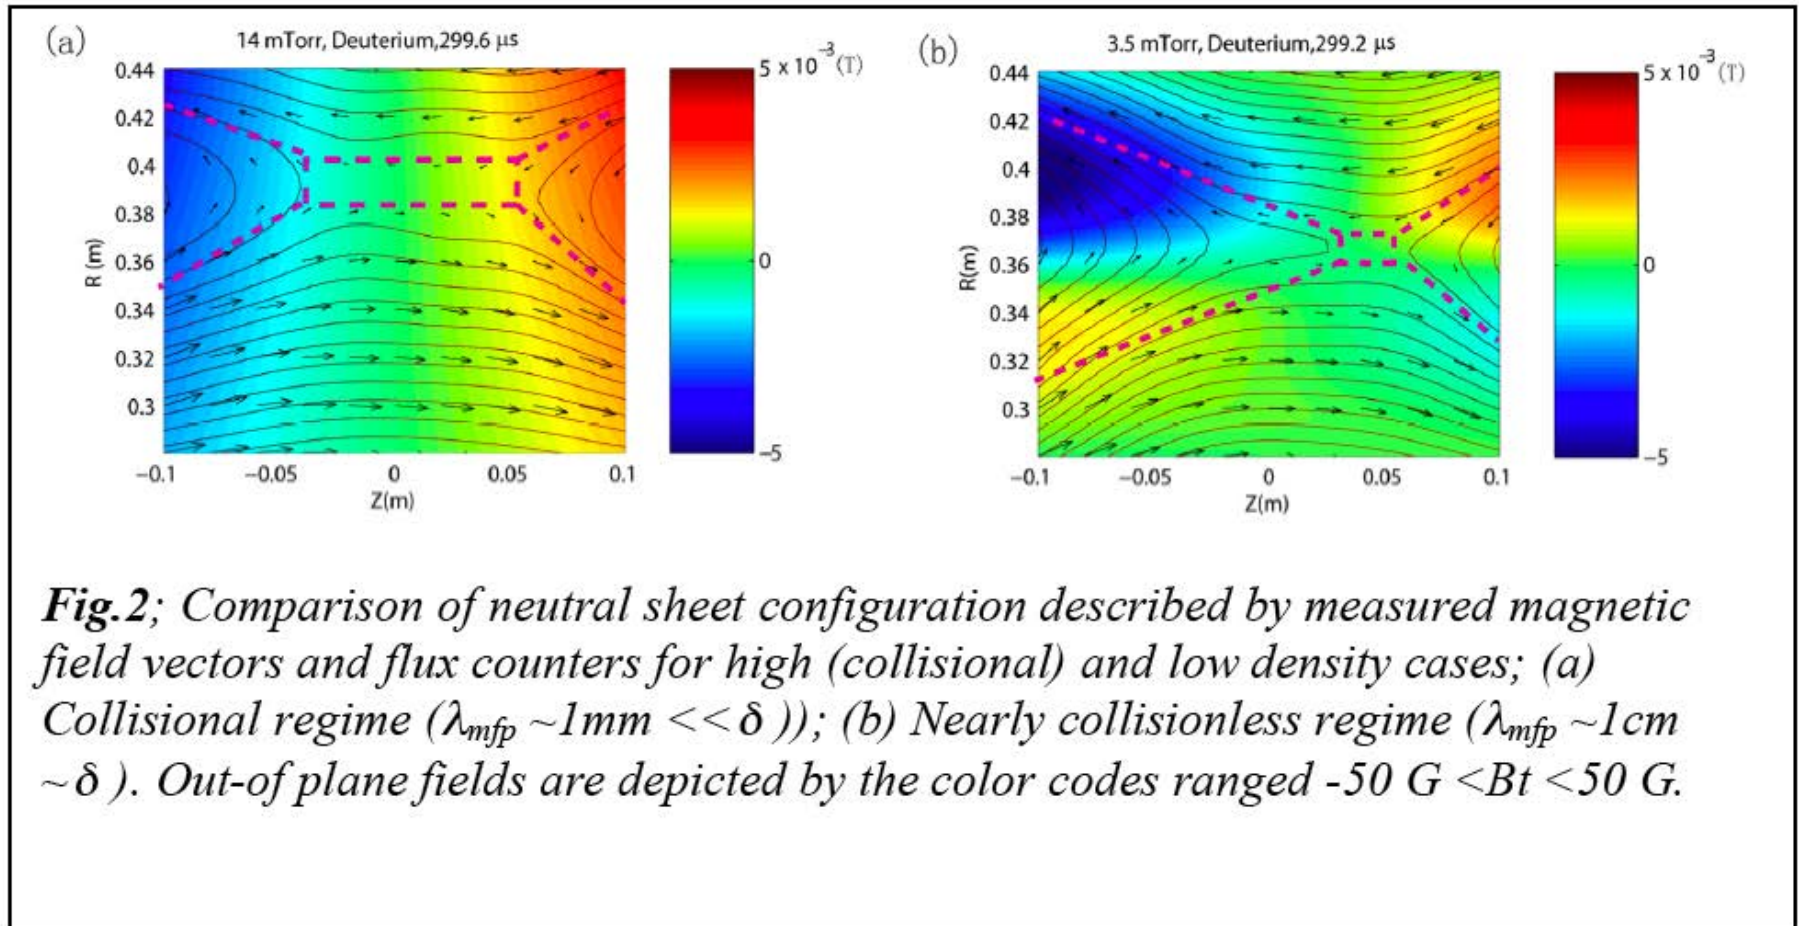 (a)
14 mTorr, Deuterium,299.6 μs
0.44
0.42
0.4
0.38
0.36
0.34
0.32
0.3
R (m)
−0.1
−0.05
0
0.05
0.1
Z(m)
5 x 10⁻³ (T)
0
−5
(b)
3.5 mTorr, Deuterium,299.2 μs
0.44
0.42
0.4
0.38
0.36
0.34
0.32
0.3
R(m)
−0.1
−0.05
0
0.05
0.1
Z(m)
5 x 10⁻³ (T)
0
−5
Fig.2; Comparison of neutral sheet configuration described by measured magnetic
field vectors and flux counters for high (collisional) and low density cases; (a)
Collisional regime (λmfp ~1mm <<δ )); (b) Nearly collisionless regime (λmfp ~1cm
~δ ). Out-of plane fields are depicted by the color codes ranged -50 G <Bt <50 G.